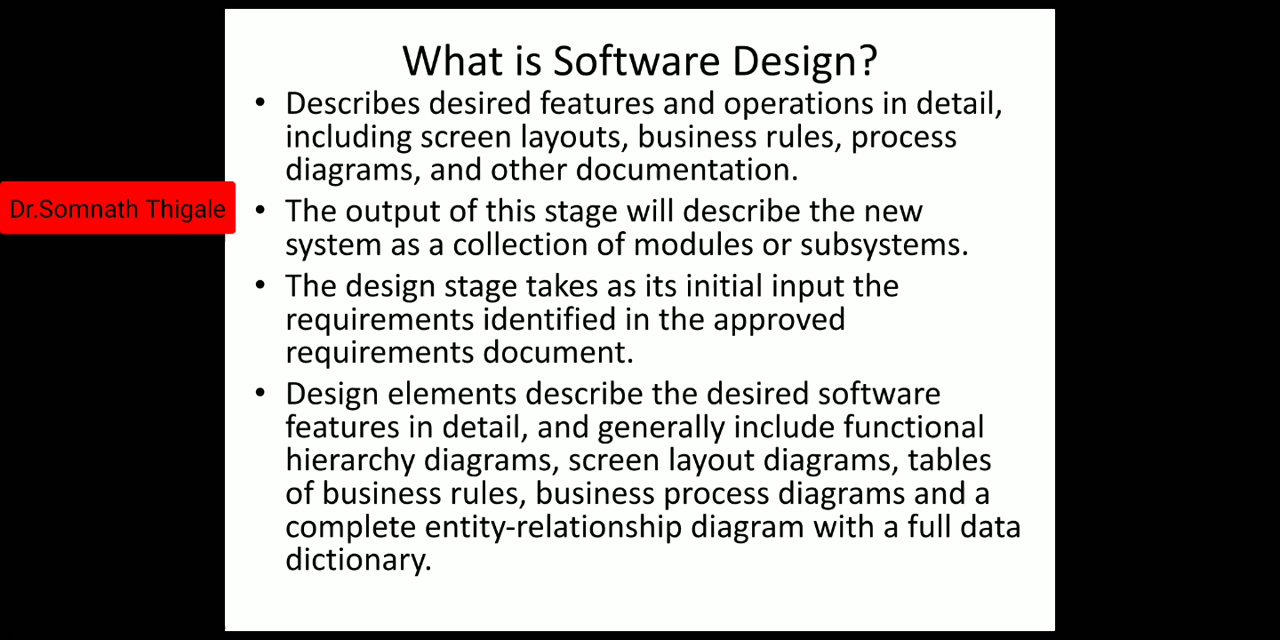 What is Software Design?
• Describes desired features and operations in detail,
including screen layouts, business rules, process
diagrams, and other documentation.
Dr.Somnath Thigale
• The output of this stage will describe the new
system as a collection of modules or subsystems.
• The design stage takes as its initial input the
requirements identified in the approved
requirements document.
• Design elements describe the desired software
features in detail, and generally include functional
hierarchy diagrams, screen layout diagrams, tables
of business rules, business process diagrams and a
complete entity-relationship diagram with a full data
dictionary.